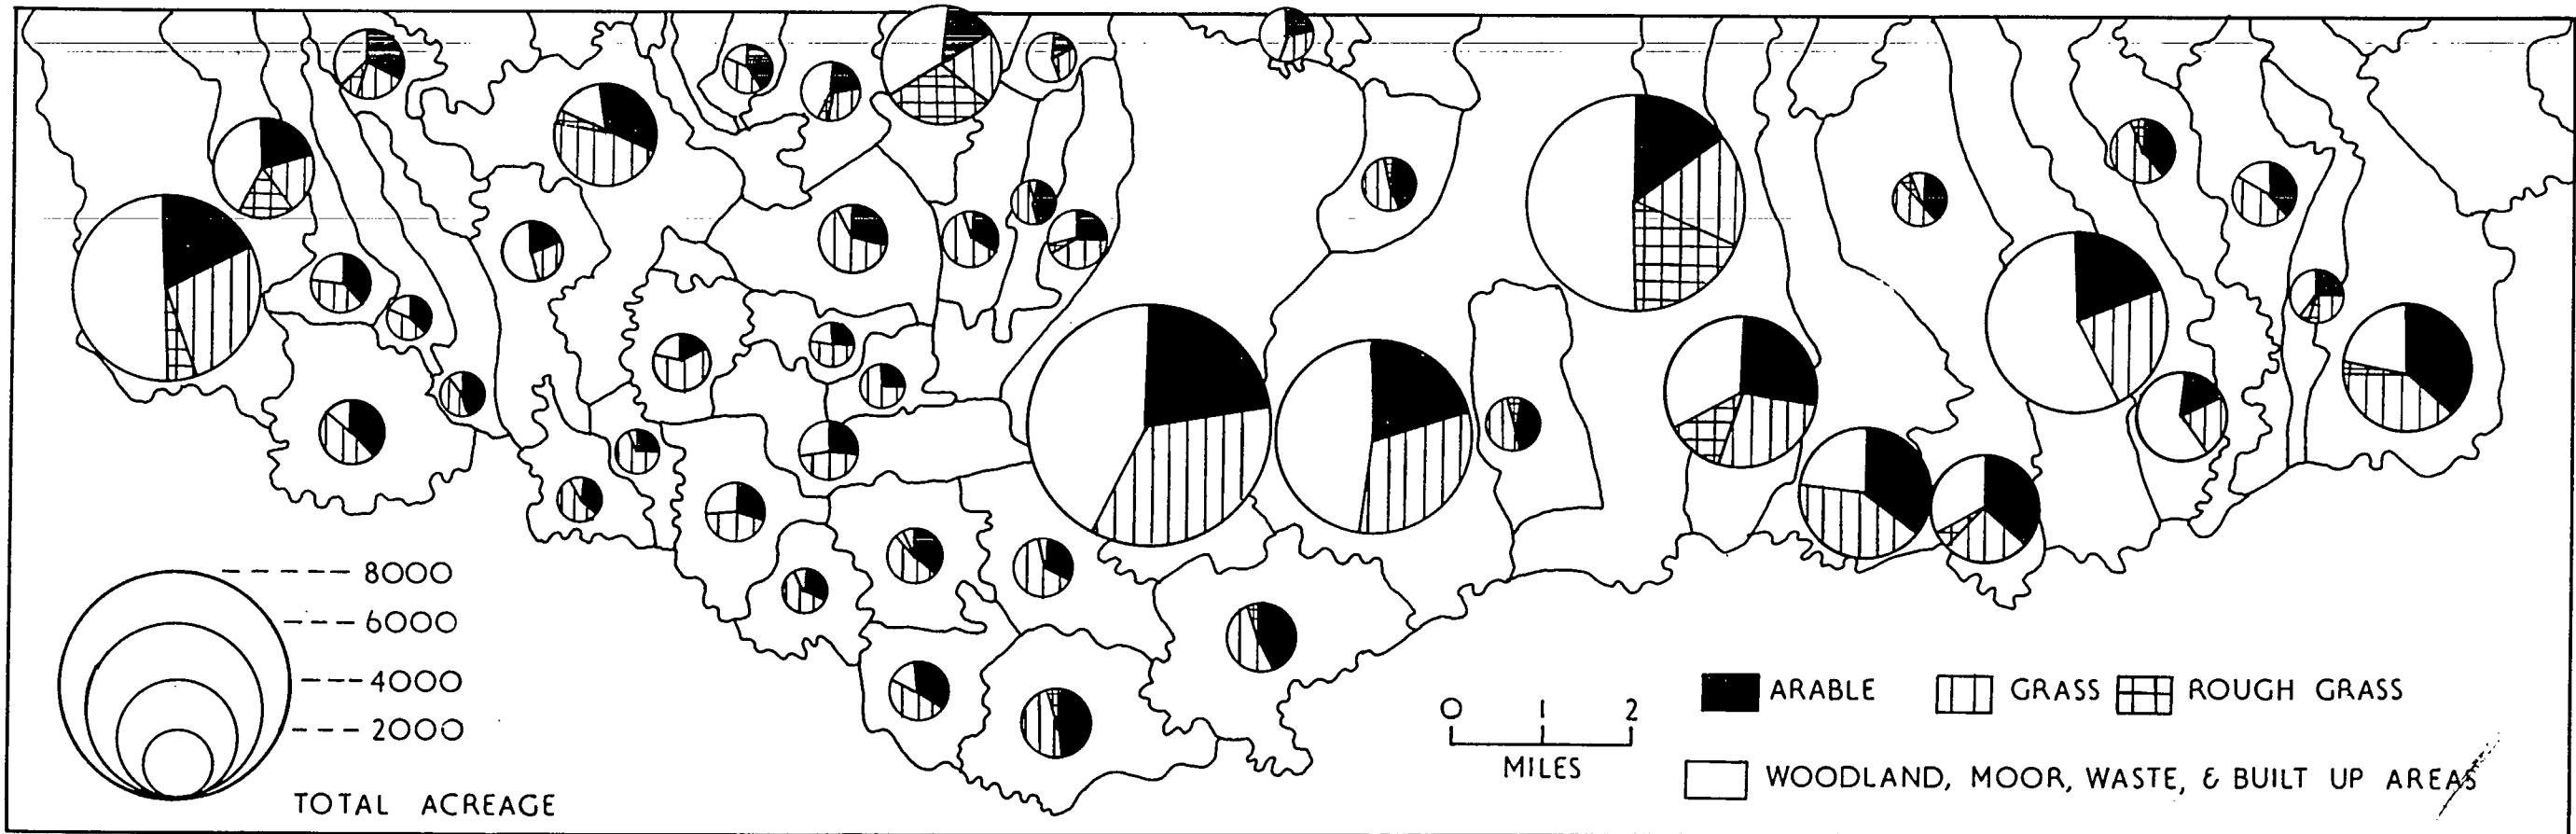 8000
6000
4000
2000
TOTAL ACREAGE
0 1 2
MILES
ARABLE GRASS ROUGH GRASS
WOODLAND, MOOR, WASTE, & BUILT UP AREAS